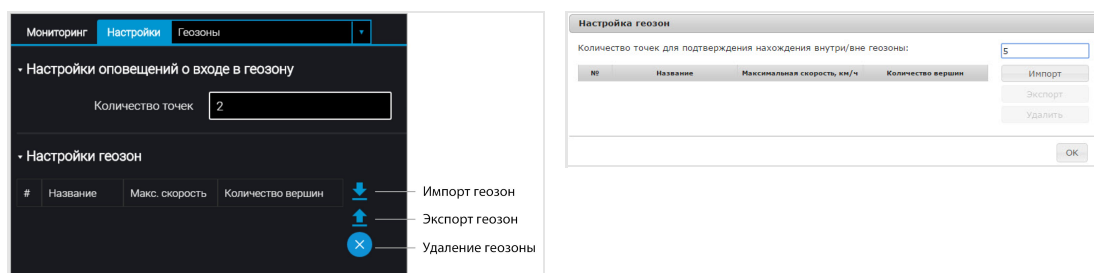 Мониторинг Настройки Геозоны
Настройки оповещений о входе в геозону
Количество точек 2
Настройки геозон
# Название Макс. скорость Количество вершин
Импорт геозон
Экспорт геозон
Удаление геозоны
Настройка геозон
Количество точек для подтверждения нахождения внутри/вне геозоны: 5
№ Название Максимальная скорость, км/ч Количество вершин
Импорт
Экспорт
Удалить
OK